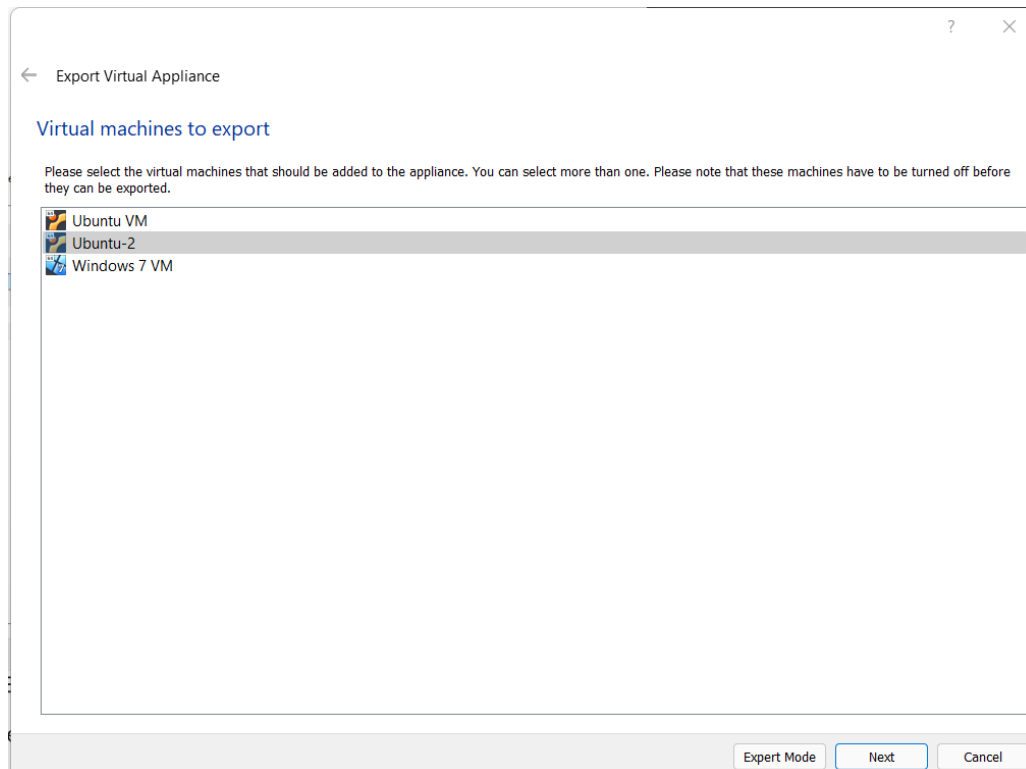 ?
Export Virtual Appliance
Virtual machines to export
Please select the virtual machines that should be added to the appliance. You can select more than one. Please note that these machines have to be turned off before
they can be exported.
Ubuntu VM
Ubuntu-2
Windows 7 VM
Expert Mode Next Cancel